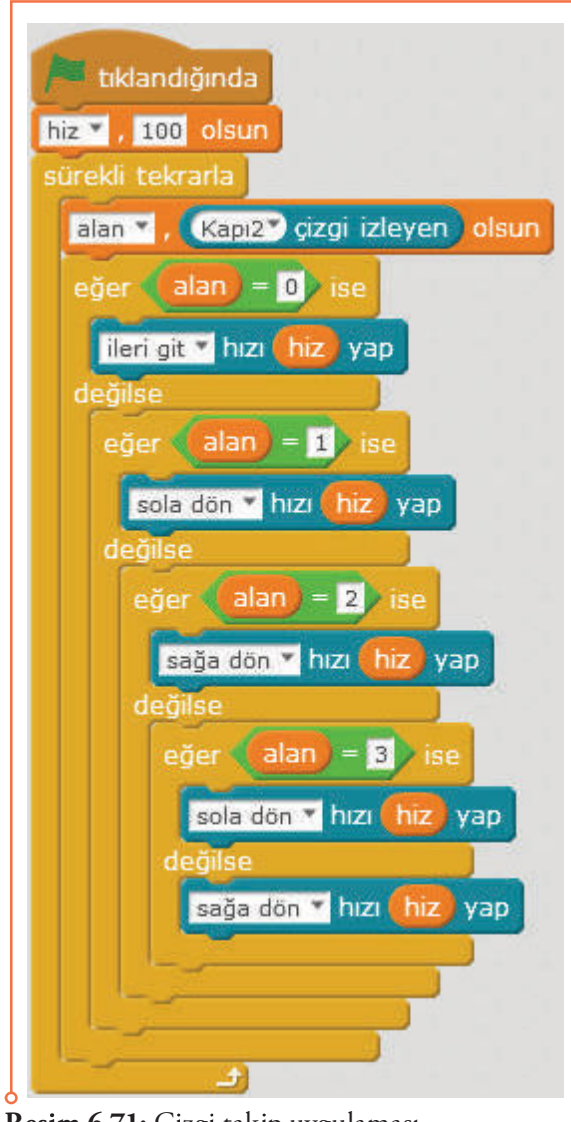 tıklandığında
hiz , 100 olsun
sürekli tekrarla
alan , Kapı2 çizgi izleyen olsun
eğer alan = 0 ise
ileri git hızı hiz yap
değilse
eğer alan = 1 ise
sola dön hızı hiz yap
değilse
eğer alan = 2 ise
sağa dön hızı hiz yap
değilse
eğer alan = 3 ise
sola dön hızı hiz yap
değilse
sağa dön hızı hiz yap
Resim 6.71: Çizgi takip uygulaması